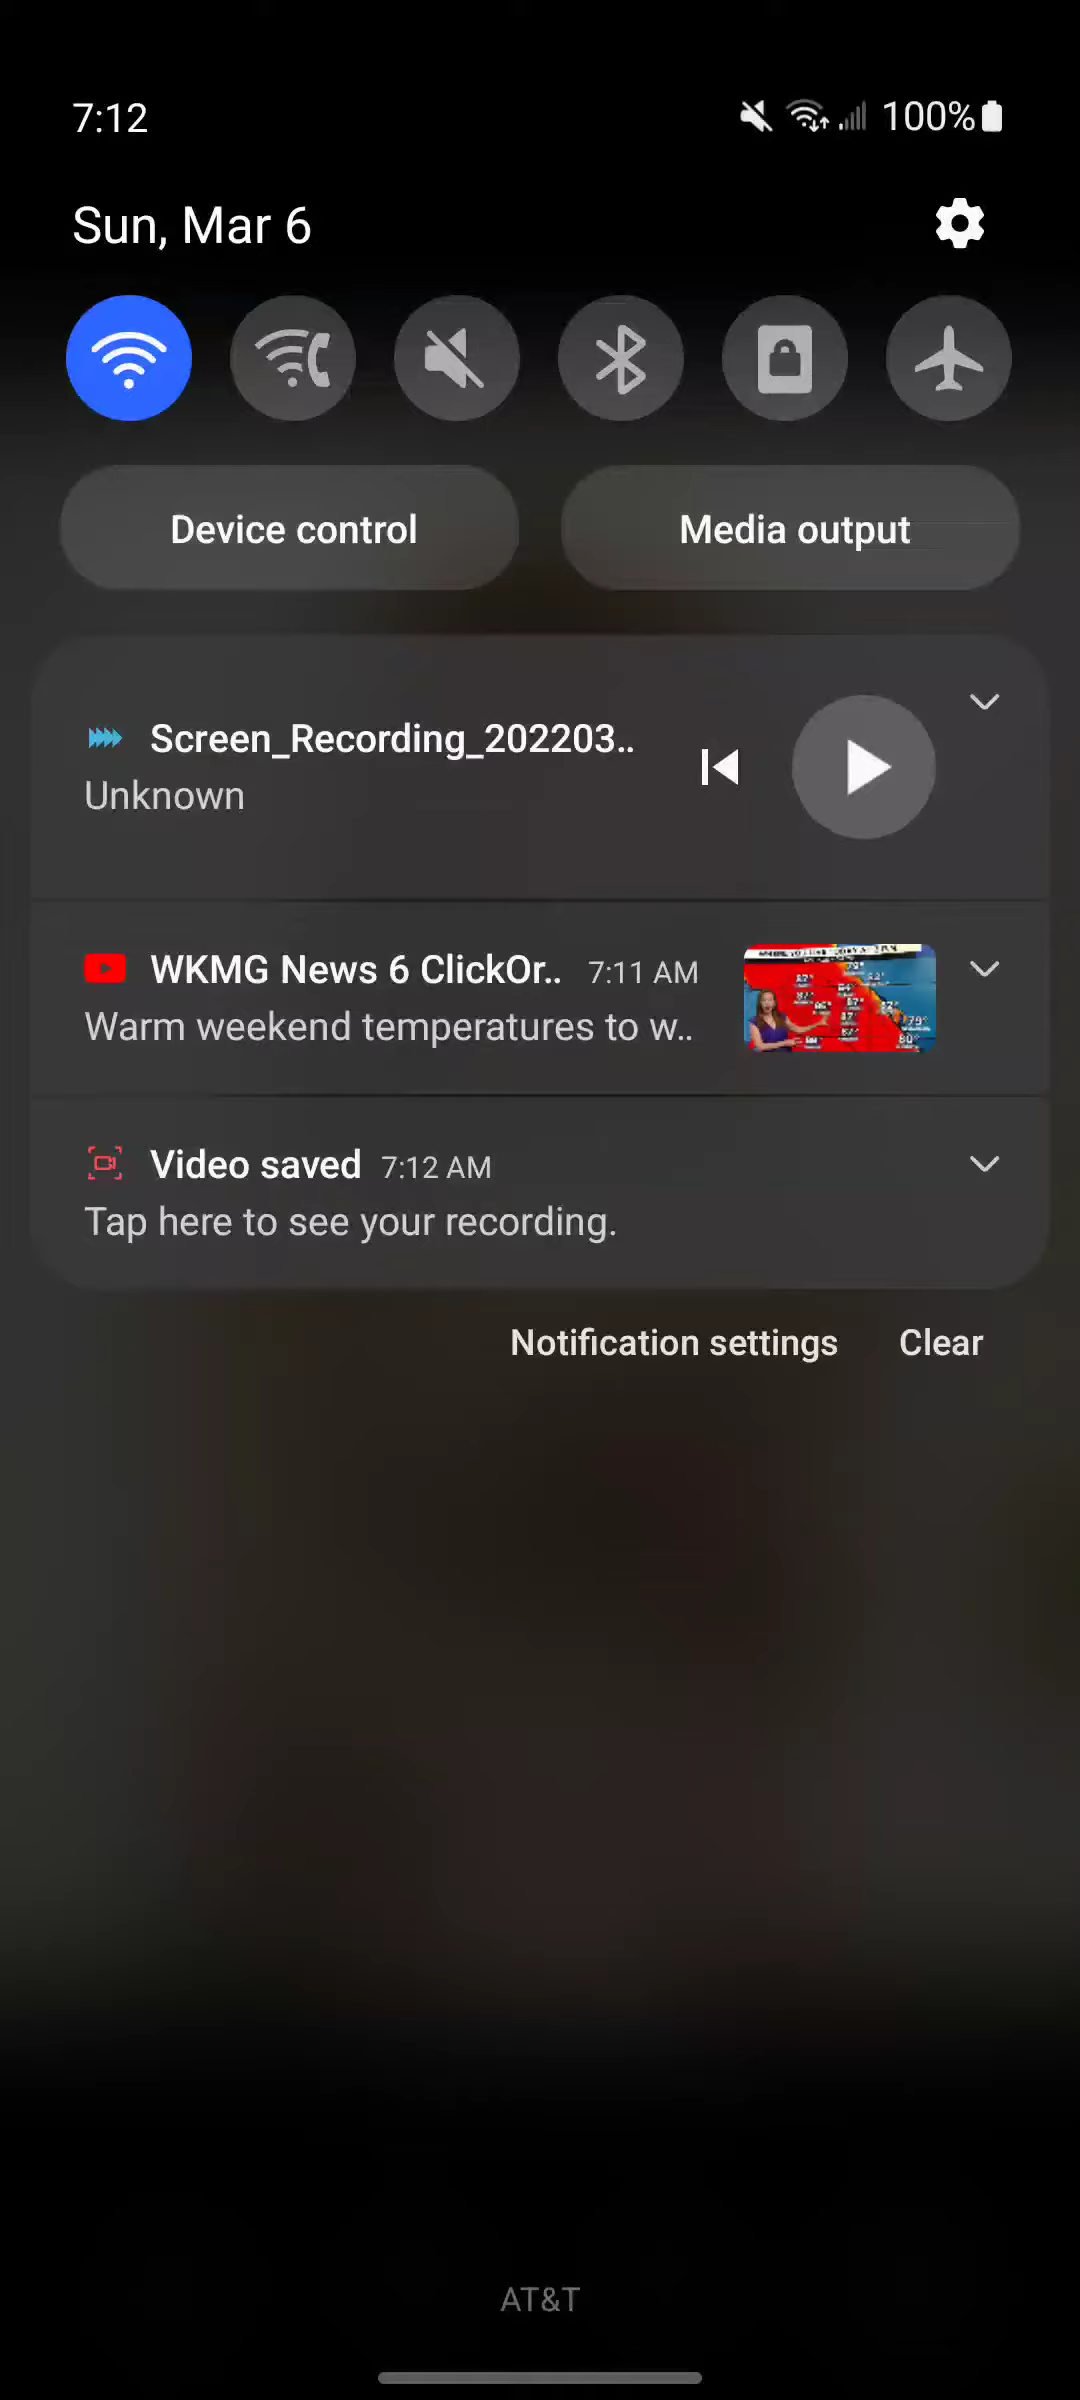 7:12 100%
Sun, Mar 6
Device control Media output
Screen_Recording_202203..
Unknown
WKMG News 6 ClickOr.. 7:11 AM
Warm weekend temperatures to w..
Video saved 7:12 AM
Tap here to see your recording.
Notification settings Clear
AT&T